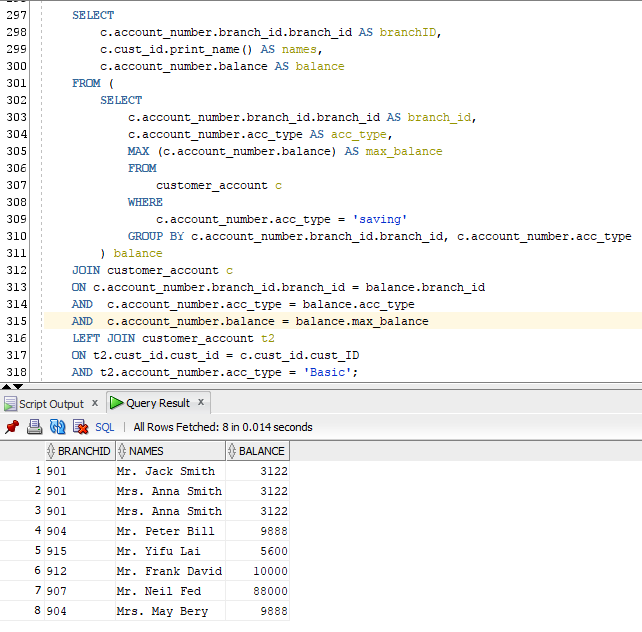 297 SELECT
298 c.account_number.branch_id.branch_id AS branchID,
299 c.cust_id.print_name() AS names,
300 c.account_number.balance AS balance
301 FROM (
302 SELECT
303 c.account_number.branch_id.branch_id AS branch_id,
304 c.account_number.acc_type AS acc_type,
305 MAX (c.account_number.balance) AS max_balance
306 FROM
307 customer_account c
308 WHERE
309 c.account_number.acc_type = 'saving'
310 GROUP BY c.account_number.branch_id.branch_id, c.account_number.acc_type
311 ) balance
312 JOIN customer_account c
313 ON c.account_number.branch_id.branch_id = balance.branch_id
314 AND c.account_number.acc_type = balance.acc_type
315 AND c.account_number.balance = balance.max_balance
316 LEFT JOIN customer_account t2
317 ON t2.cust_id.cust_id = c.cust_id.cust_ID
318 AND t2.account_number.acc_type = 'Basic';
Script Output x Query Result x
SQL | All Rows Fetched: 8 in 0.014 seconds
BRANCHID NAMES BALANCE
1 901 Mr. Jack Smith 3122
2 901 Mrs. Anna Smith 3122
3 901 Mrs. Anna Smith 3122
4 904 Mr. Peter Bill 9888
5 915 Mr. Yifu Lai 5600
6 912 Mr. Frank David 10000
7 907 Mr. Neil Fed 88000
8 904 Mrs. May Bery 9888